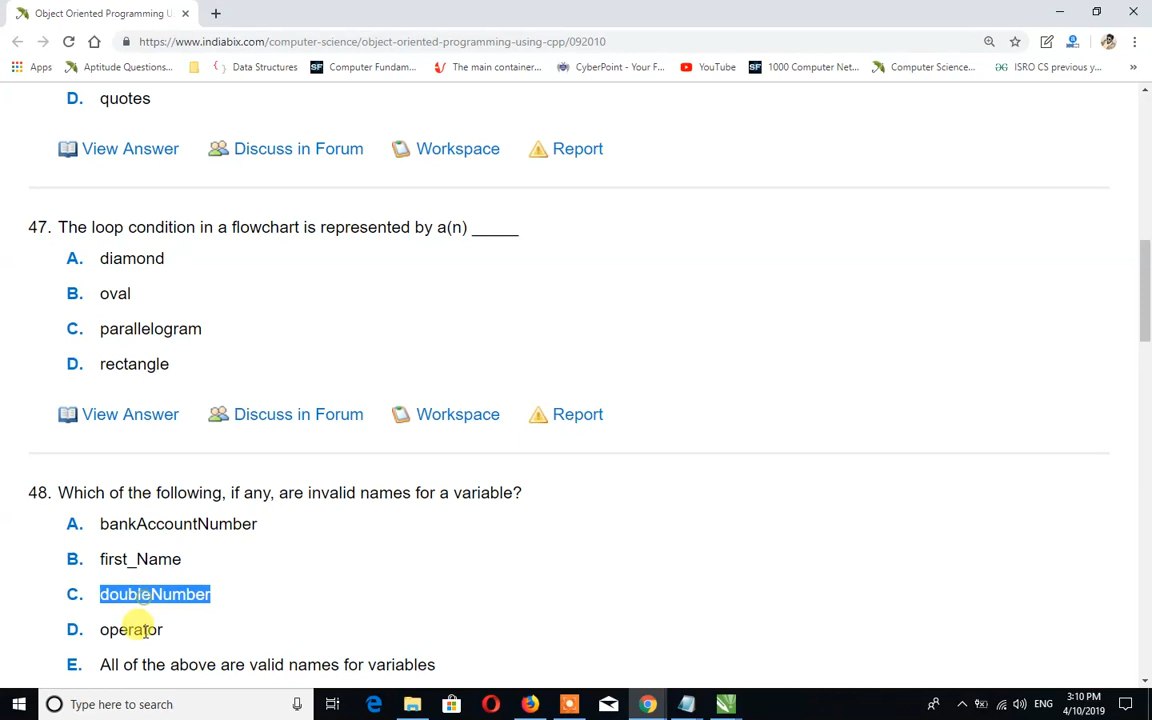 Object Oriented Programming U
https://www.indiabix.com/computer-science/object-oriented-programming-using-cpp/092010
Apps
Aptitude Questions...
Data Structures
SF
Computer Fundam...
The main container...
CyberPoint - Your F...
YouTube
SF
1000 Computer Net...
Computer Science...
ISRO CS previous y...
»
D. quotes
View Answer
Discuss in Forum
Workspace
Report
47. The loop condition in a flowchart is represented by a(n) _____
A. diamond
B. oval
C. parallelogram
D. rectangle
View Answer
Discuss in Forum
Workspace
Report
48. Which of the following, if any, are invalid names for a variable?
A. bankAccountNumber
B. first_Name
C. doubleNumber
D. operator
E. All of the above are valid names for variables
Type here to search
ENG
3:10 PM
4/10/2019